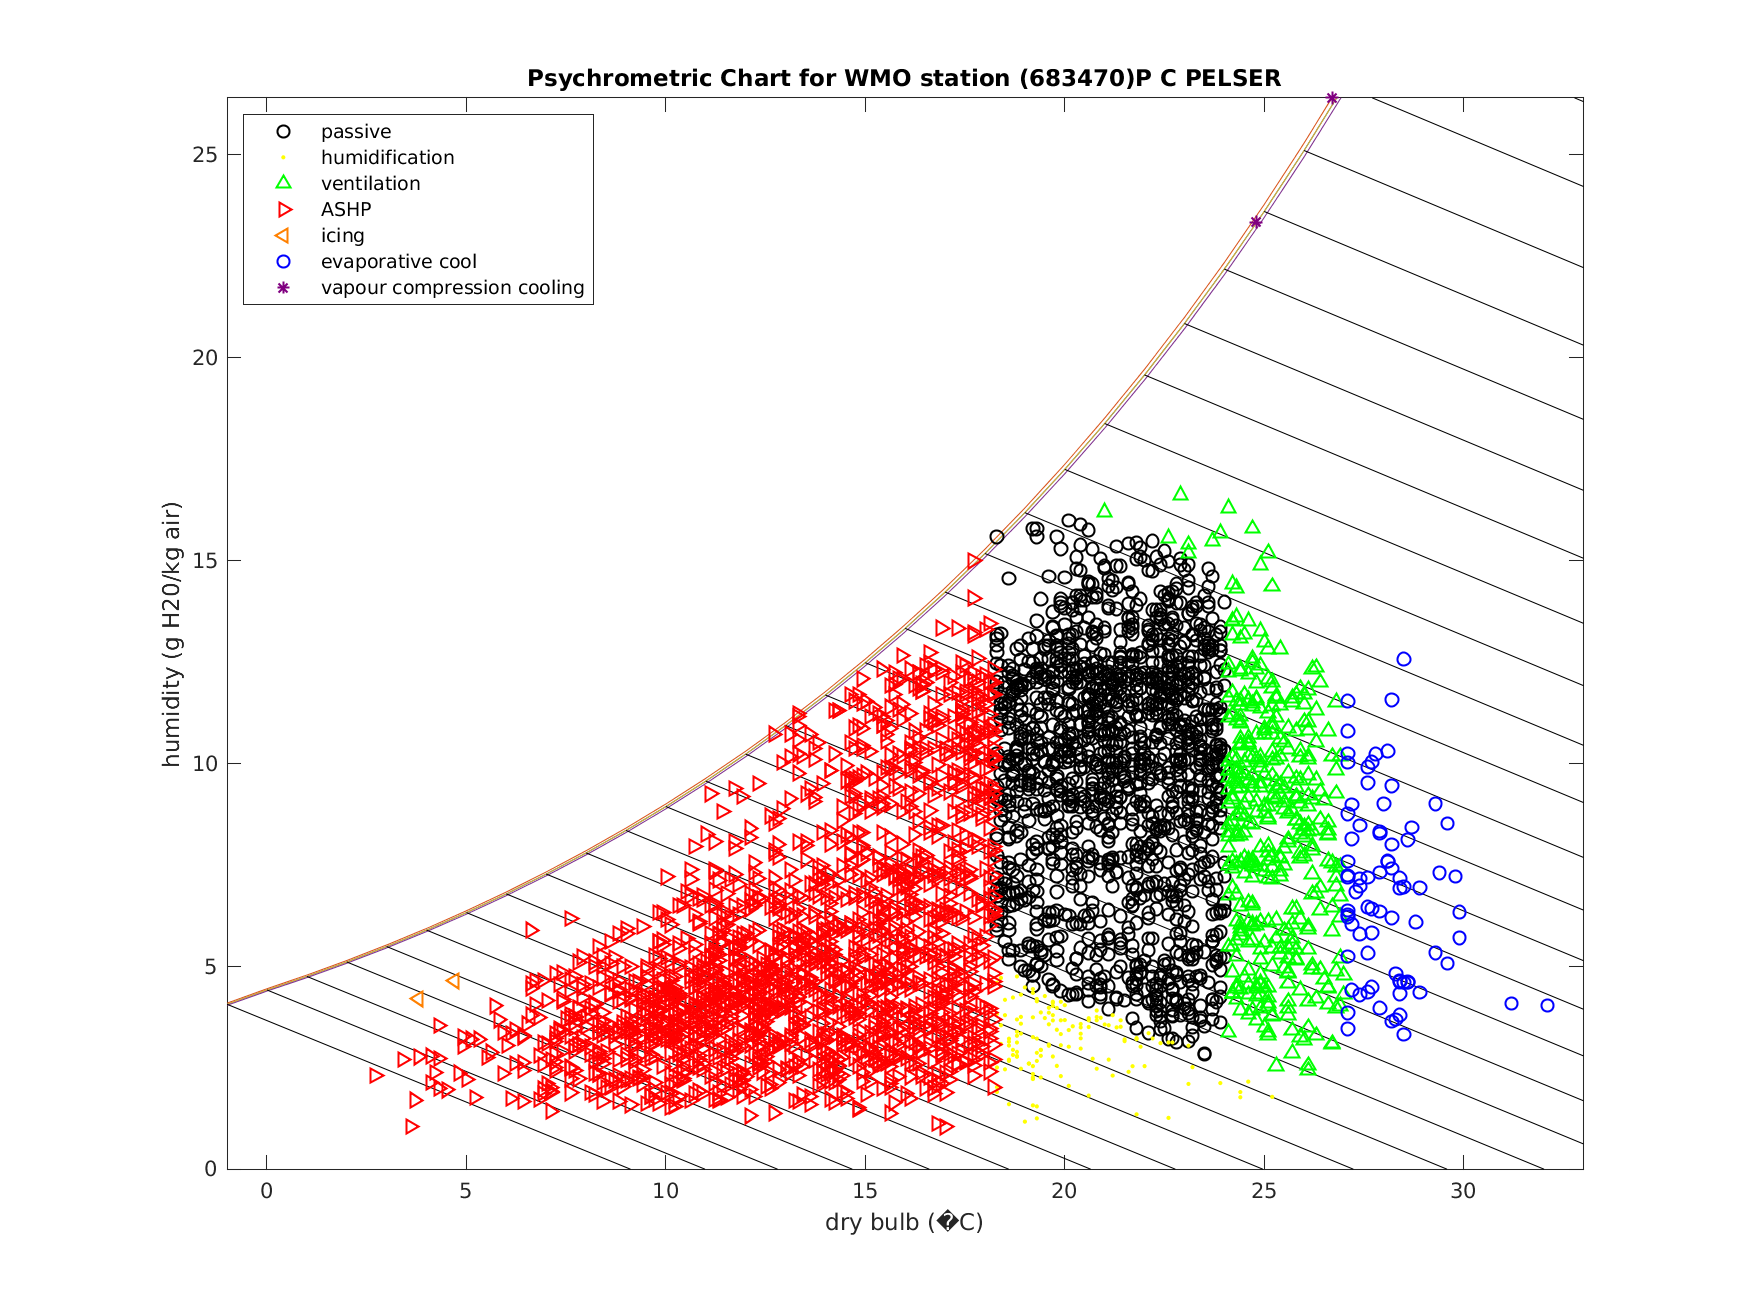 Psychrometric Chart for WMO station (683470)P C PELSER
passive
humidification
ventilation
ASHP
icing
evaporative cool
vapour compression cooling
humidity (g H20/kg air)
25
20
15
10
5
0
0 5 10 15 20 25 30
dry bulb (�C)